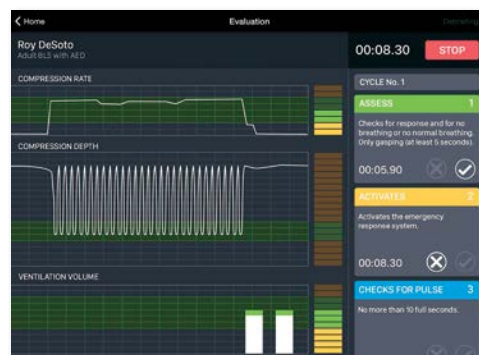 Home
Evaluation
Debriefing
Roy DeSoto
Adult BLS with AED
00:08.30
STOP
COMPRESSION RATE
COMPRESSION DEPTH
VENTILATION VOLUME
CYCLE No. 1
ASSESS 1
Checks for response and for no
breathing or no normal breathing.
Only gasping (at least 5 seconds).
00:05.90
ACTIVATES 2
Activates the emergency
response system.
00:08.30
CHECKS FOR PULSE 3
No more than 10 full seconds.